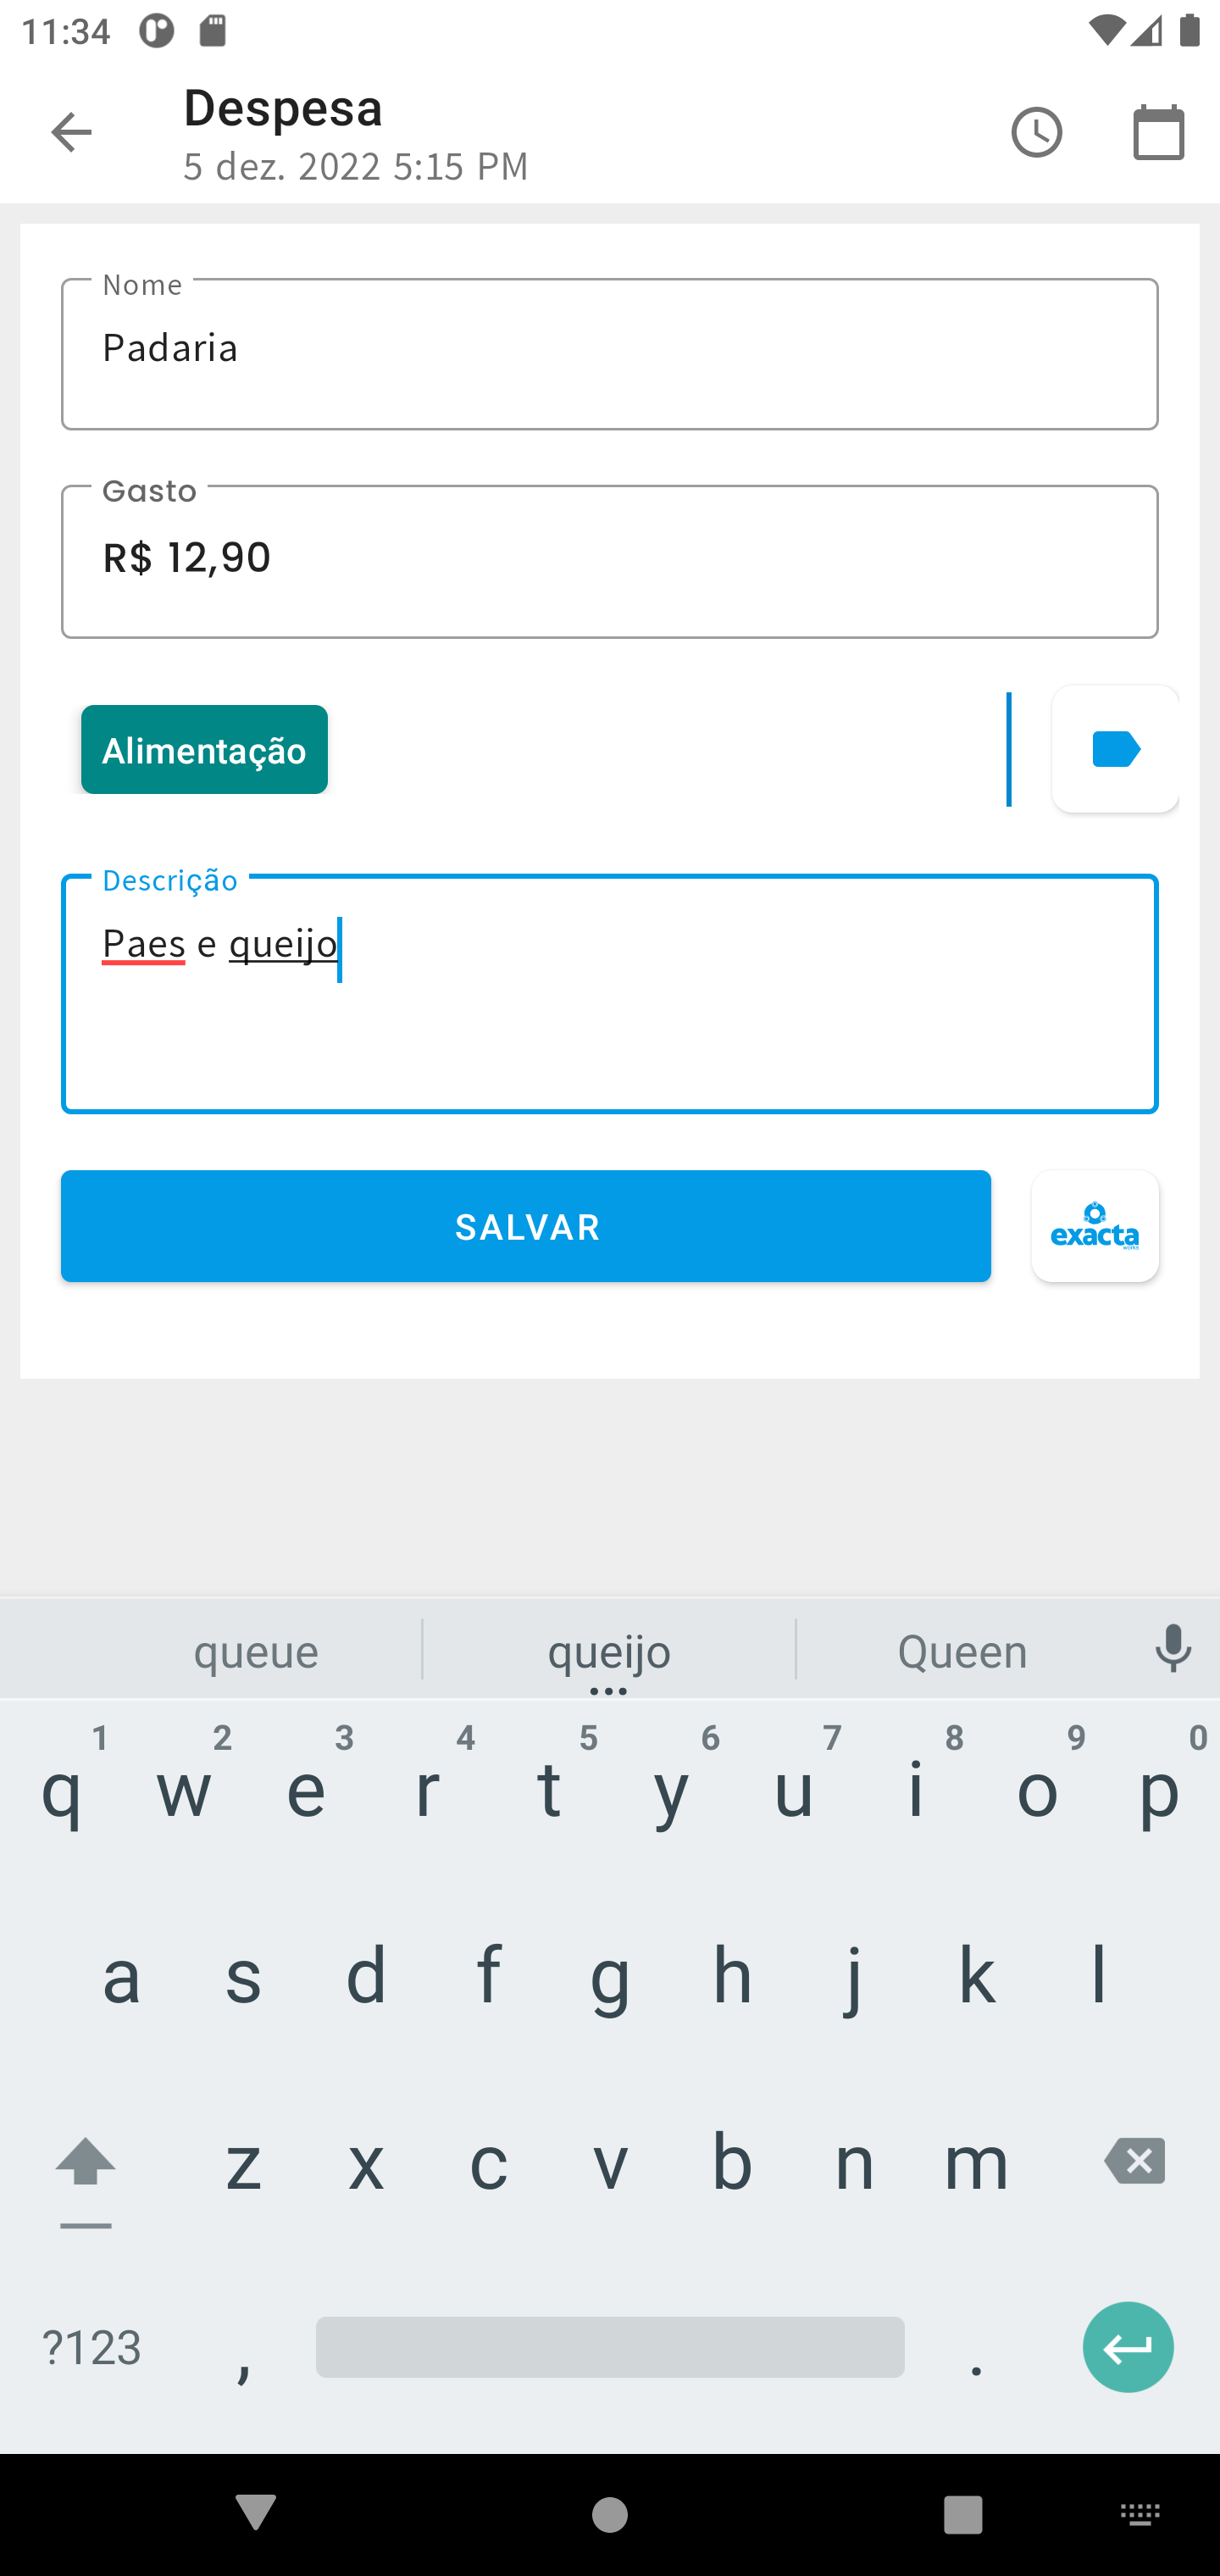 11:34
Despesa
5 dez. 2022 5:15 PM
Nome
Padaria
Gasto
R$ 12,90
Alimentação
Descrição
Paes e queijo
SALVAR
exacta
works
queue queijo Queen
1 2 3 4 5 6 7 8 9 0
q w e r t y u i o p
a s d f g h j k l
z x c v b n m
?123 , .